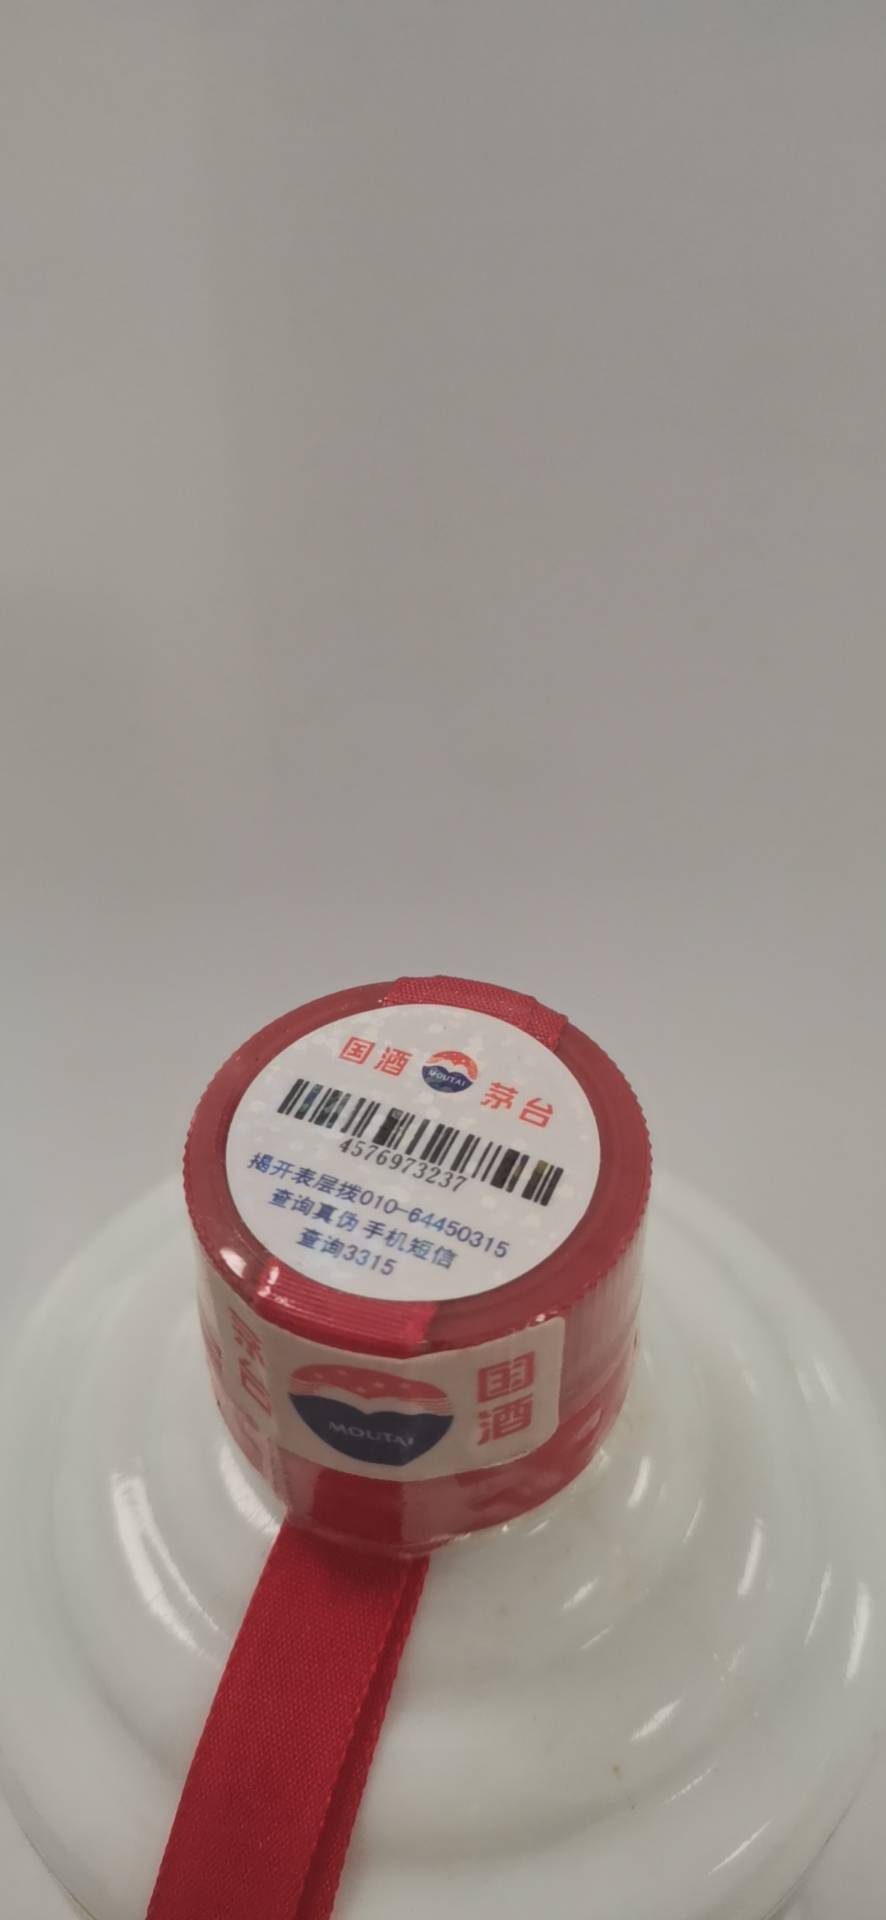 国酒 MOUTAI 茅台
4576973237
揭开表层拨010-64450315
查询真伪 手机短信
查询3315
茅台 MOUTAI 国酒